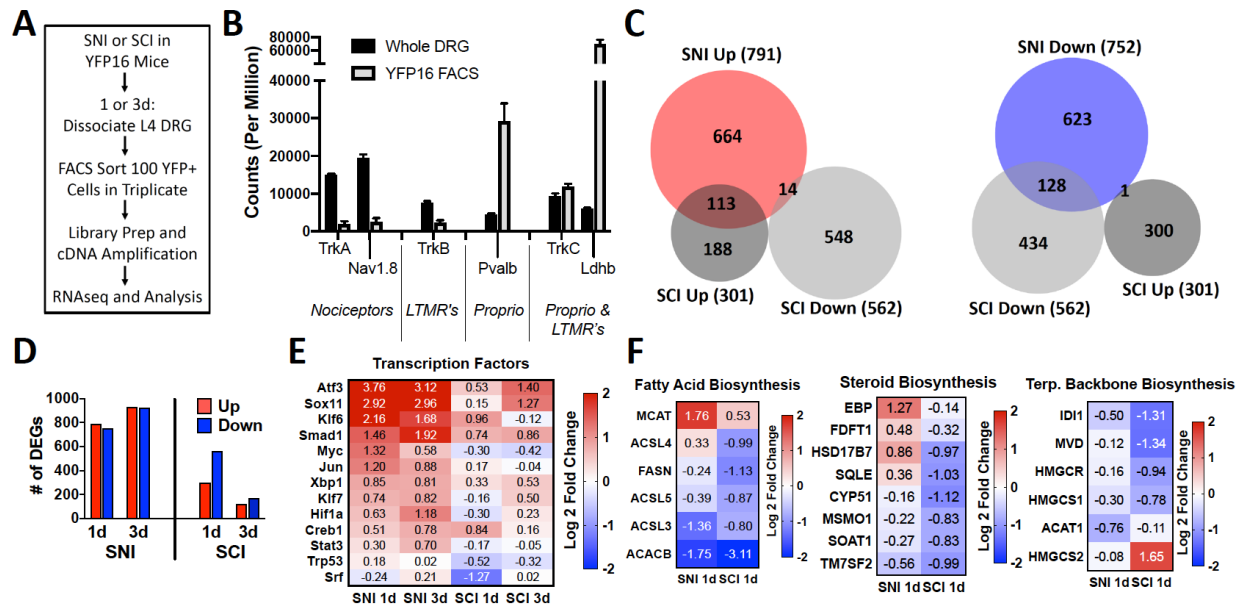 A
SNI or SCI in
YFP16 Mice
1 or 3d:
Dissociate L4 DRG
FACS Sort 100 YFP+
Cells in Triplicate
Library Prep and
cDNA Amplification
RNAseq and Analysis
B
Counts (Per Million)
80000
60000
40000
30000
20000
10000
0
Whole DRG
YFP16 FACS
TrkA
Nav1.8
TrkB
Pvalb
TrkC
Ldhb
Nociceptors
LTMR's
Proprio
Proprio &
LTMR's
C
SNI Up (791)
664
113
14
188
548
SCI Up (301)
SCI Down (562)
SNI Down (752)
623
128
1
434
300
SCI Down (562)
SCI Up (301)
D
# of DEGs
1000
800
600
400
200
0
Up
Down
1d 3d
SNI
1d 3d
SCI
E
Transcription Factors
Atf3 3.76 3.12 0.53 1.40
Sox11 2.92 2.96 0.15 1.27
Klf6 2.16 1.68 0.96 -0.12
Smad1 1.46 1.92 0.74 0.86
Myc 1.32 0.58 -0.30 -0.42
Jun 1.20 0.88 0.17 -0.04
Xbp1 0.85 0.81 0.33 0.53
Klf7 0.74 0.82 -0.16 0.50
Hif1a 0.63 1.18 -0.30 0.23
Creb1 0.51 0.78 0.84 0.16
Stat3 0.30 0.70 -0.17 -0.05
Trp53 0.18 0.02 -0.52 -0.32
Srf -0.24 0.21 -1.27 0.02
SNI 1d SNI 3d SCI 1d SCI 3d
2
1
0
-1
-2
Log 2 Fold Change
F
Fatty Acid Biosynthesis
MCAT 1.76 0.53
ACSL4 0.33 -0.99
FASN -0.24 -1.13
ACSL5 -0.39 -0.87
ACSL3 -1.36 -0.80
ACACB -1.75 -3.11
SNI 1d SCI 1d
2
1
0
-1
-2
Log 2 Fold Change
Steroid Biosynthesis
EBP 1.27 -0.14
FDFT1 0.48 -0.32
HSD17B7 0.86 -0.97
SQLE 0.36 -1.03
CYP51 -0.16 -1.12
MSMO1 -0.22 -0.83
SOAT1 -0.27 -0.83
TM7SF2 -0.56 -0.99
SNI 1d SCI 1d
2
1
0
-1
-2
Log 2 Fold Change
Terp. Backbone Biosynthesis
IDI1 -0.50 -1.31
MVD -0.12 -1.34
HMGCR -0.16 -0.94
HMGCS1 -0.30 -0.78
ACAT1 -0.76 -0.11
HMGCS2 -0.08 1.65
SNI 1d SCI 1d
2
1
0
-1
-2
Log 2 Fold Change